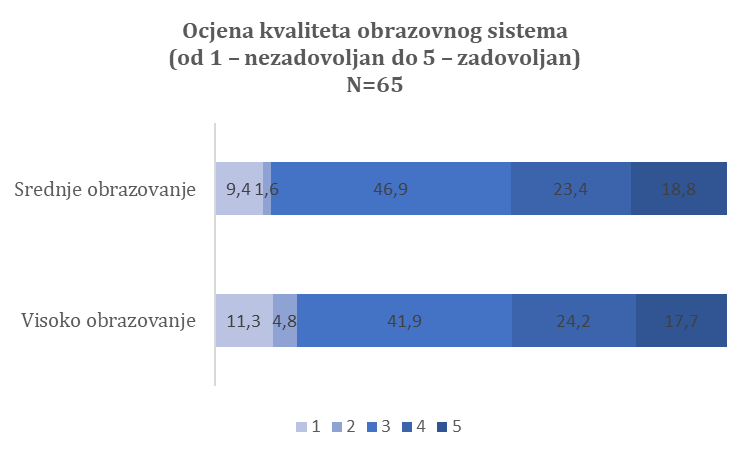 Ocjena kvaliteta obrazovnog sistema
(od 1 – nezadovoljan do 5 – zadovoljan)
N=65
Srednje obrazovanje 9,4 1,6 46,9 23,4 18,8
Visoko obrazovanje 11,3 4,8 41,9 24,2 17,7
1 2 3 4 5